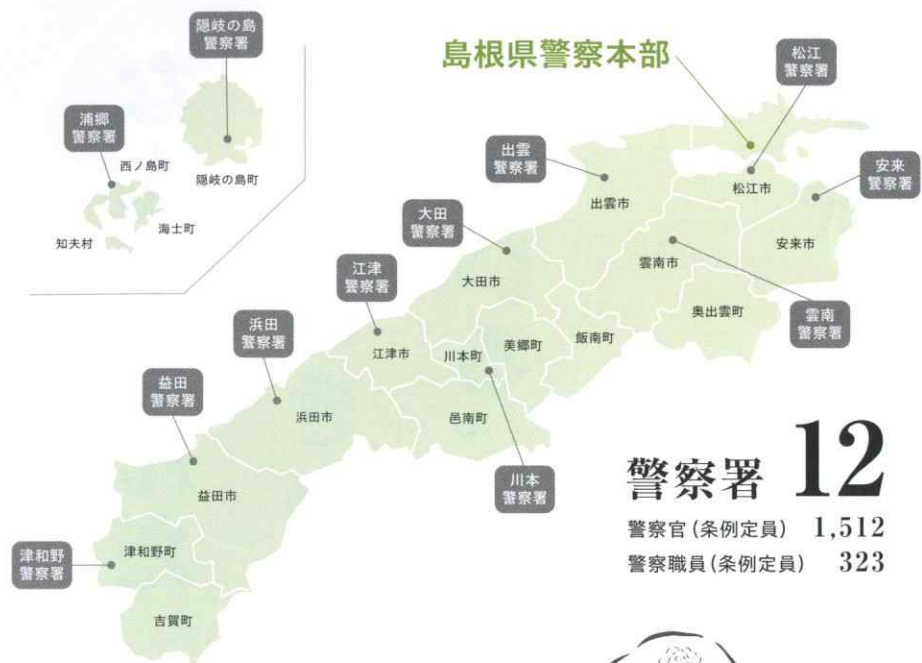 隠岐の島
警察署
島根県警察本部
松江
警察署
浦郷
警察署
西ノ島町
隠岐の島町
出雲
警察署
安来
警察署
松江市
海士町
知夫村
大田
警察署
出雲市
安来市
雲南市
江津
警察署
大田市
奥出雲町
雲南
警察署
浜田
警察署
江津市
川本町
美郷町
飯南町
益田
警察署
浜田市
邑南町
川本
警察署
益田市
津和野
警察署
津和野町
吉賀町
警察署 12
警察官(条例定員) 1,512
警察職員(条例定員) 323